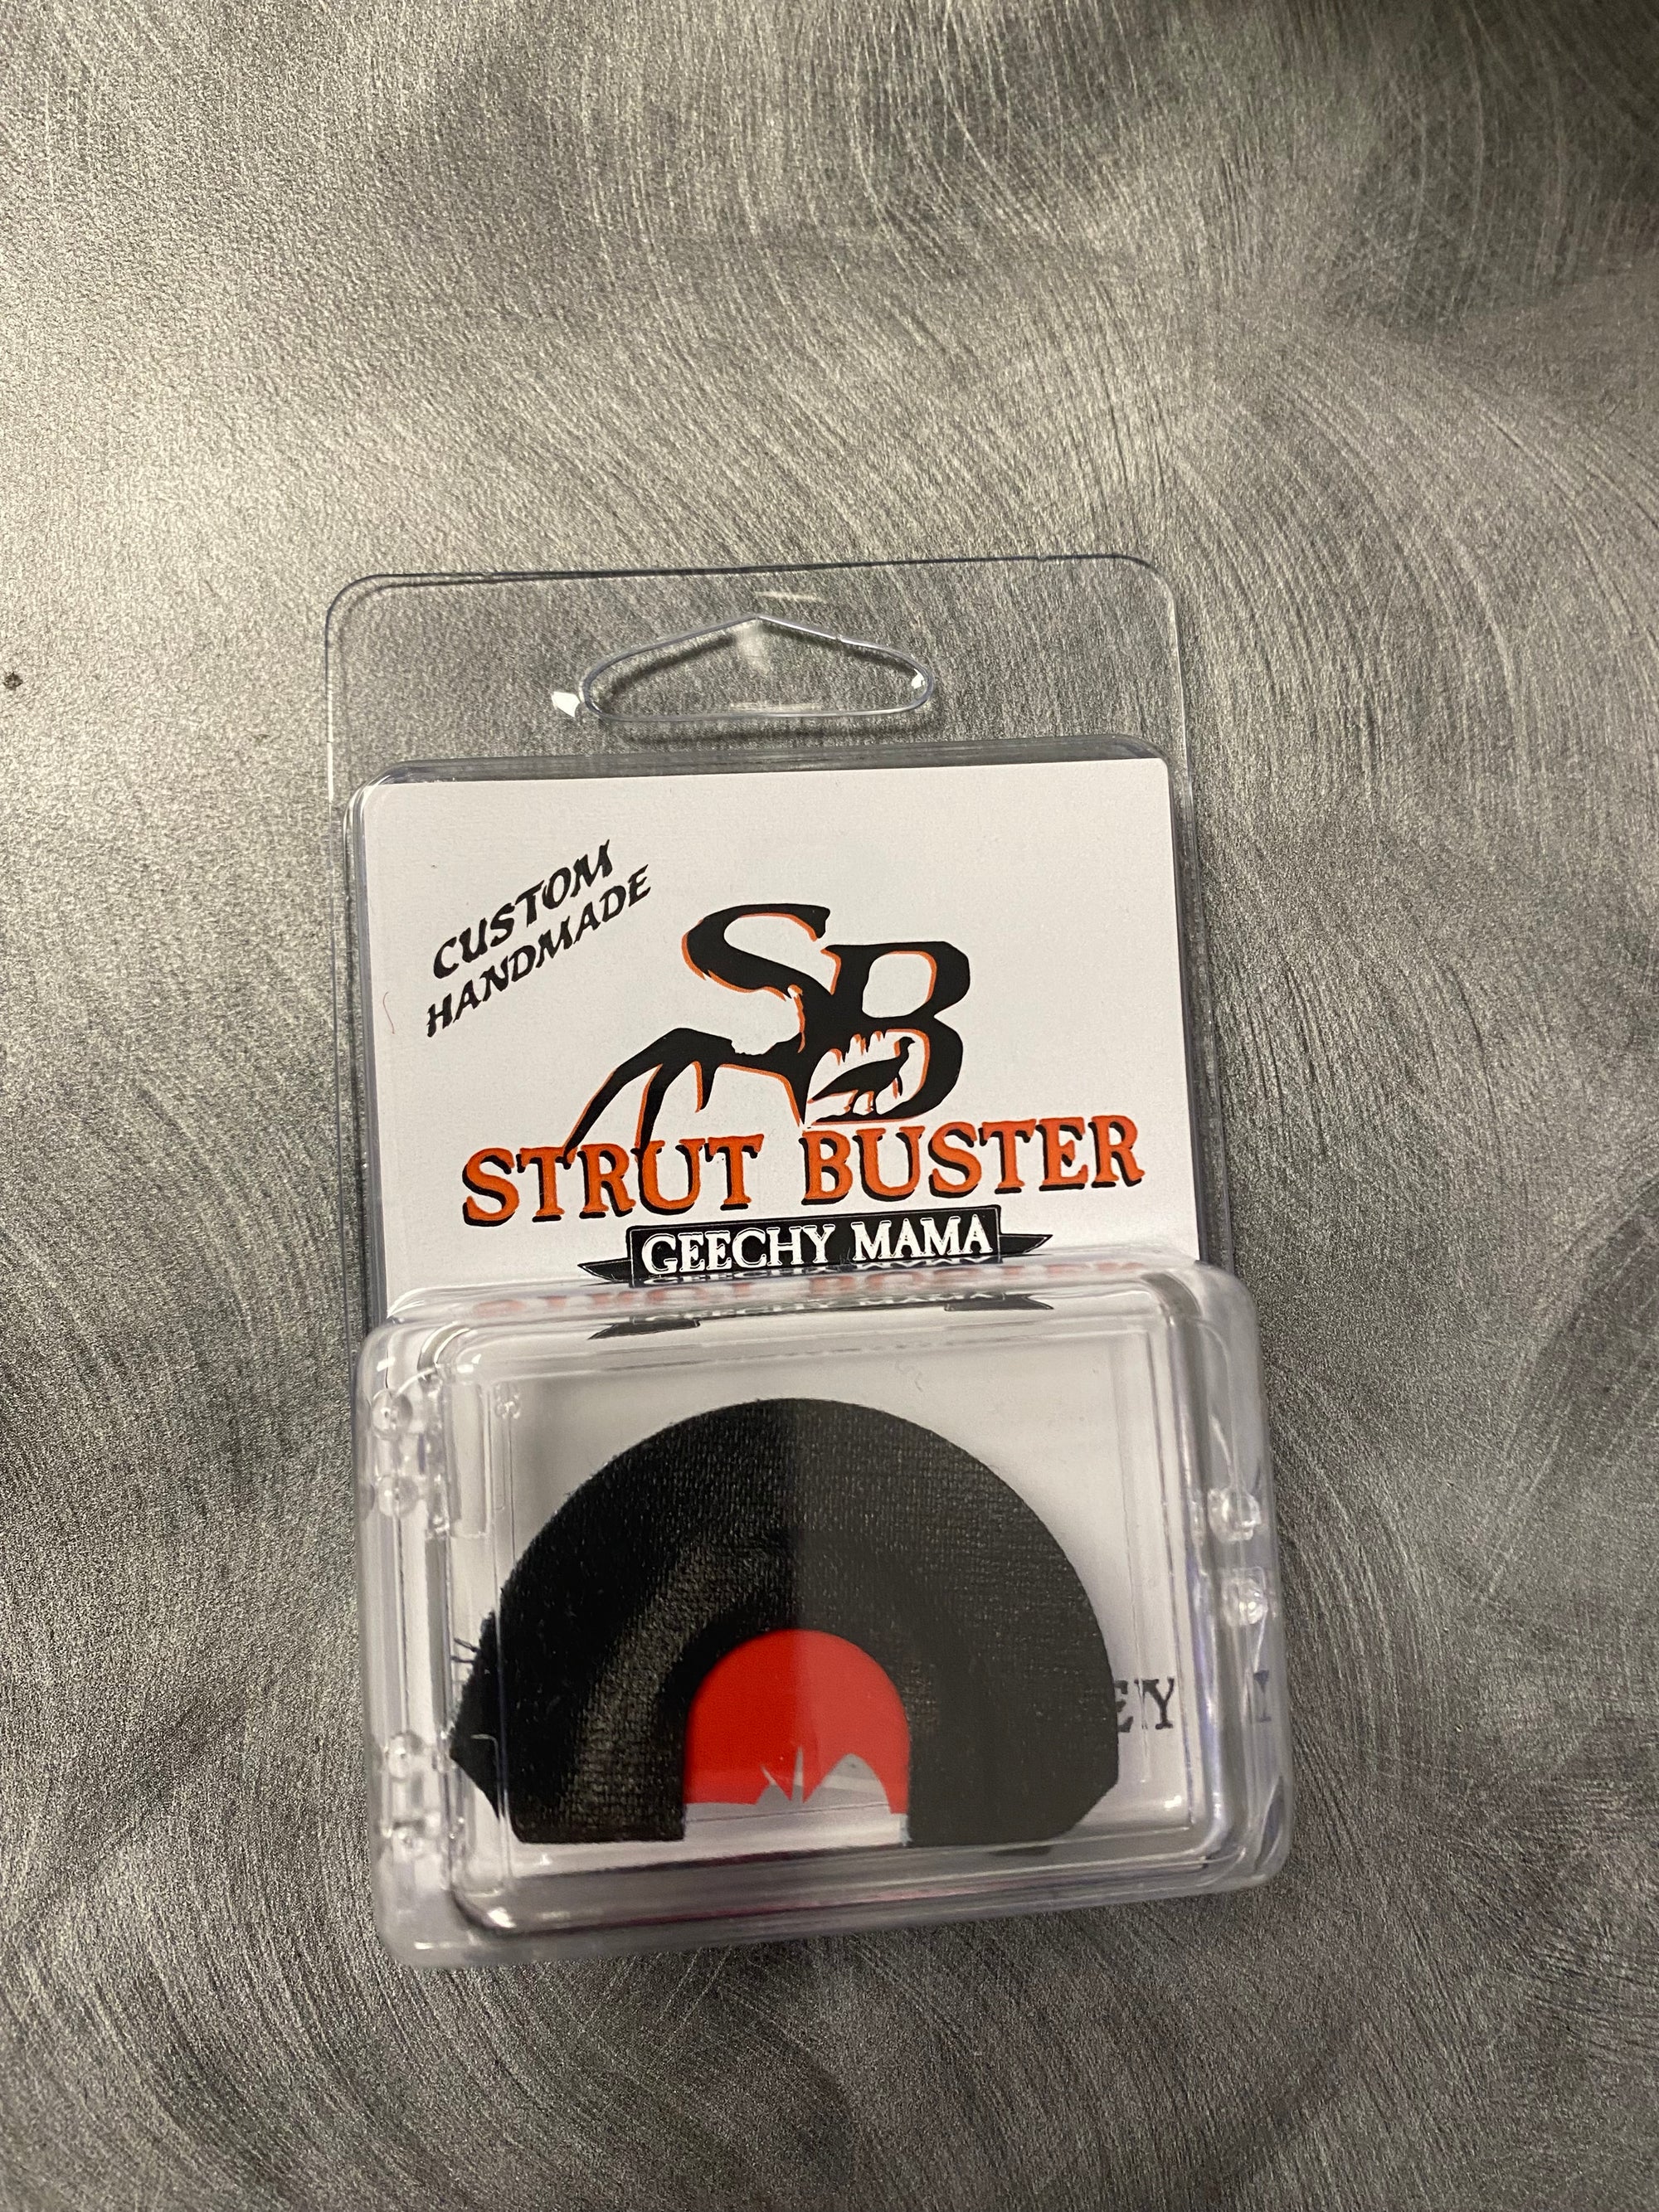 CUSTOM
HANDMADE
SB
STRUT BUSTER
GEECHY MAMA